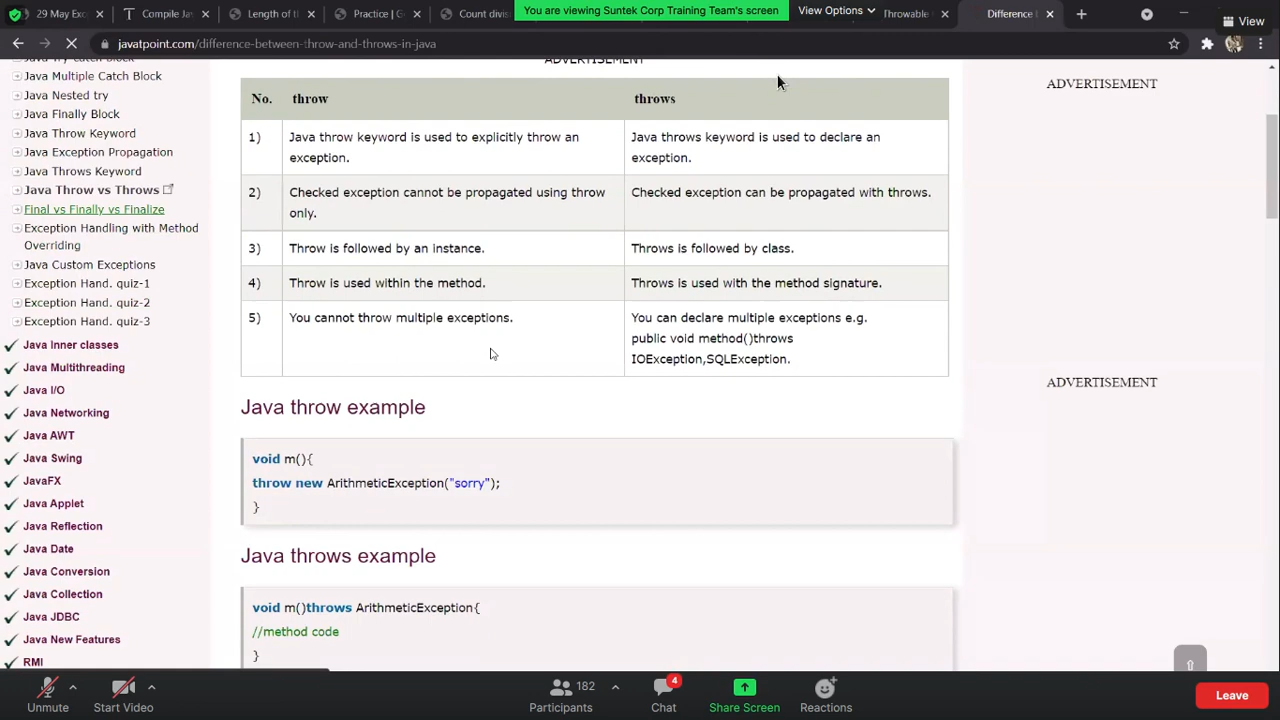 29 May Exc
Compile Jav
Length of t
Practice | G
Count divis
You are viewing Suntek Corp Training Team's screen
View Options
Throwable
Difference b
View
javatpoint.com/difference-between-throw-and-throws-in-java
Java Try-catch block
Java Multiple Catch Block
Java Nested try
Java Finally Block
Java Throw Keyword
Java Exception Propagation
Java Throws Keyword
Java Throw vs Throws
Final vs Finally vs Finalize
Exception Handling with Method
Overriding
Java Custom Exceptions
Exception Hand. quiz-1
Exception Hand. quiz-2
Exception Hand. quiz-3
Java Inner classes
Java Multithreading
Java I/O
Java Networking
Java AWT
Java Swing
JavaFX
Java Applet
Java Reflection
Java Date
Java Conversion
Java Collection
Java JDBC
Java New Features
RMI
ADVERTISEMENT
No. throw throws
1) Java throw keyword is used to explicitly throw an
exception.
Java throws keyword is used to declare an
exception.
2) Checked exception cannot be propagated using throw
only.
Checked exception can be propagated with throws.
3) Throw is followed by an instance.
Throws is followed by class.
4) Throw is used within the method.
Throws is used with the method signature.
5) You cannot throw multiple exceptions.
You can declare multiple exceptions e.g.
public void method()throws
IOException,SQLException.
Java throw example
void m(){
throw new ArithmeticException("sorry");
}
Java throws example
void m()throws ArithmeticException{
//method code
}
ADVERTISEMENT
ADVERTISEMENT
Unmute
Start Video
182
Participants
4
Chat
Share Screen
Reactions
Leave